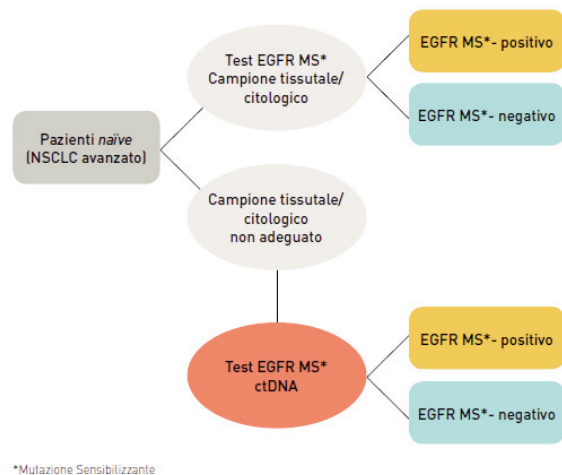 Test EGFR MS*
Campione tissutale/
citologico
EGFR MS*- positivo
EGFR MS*- negativo
Pazienti naïve
(NSCLC avanzato)
Campione tissutale/
citologico
non adeguato
Test EGFR MS*
ctDNA
EGFR MS*- positivo
EGFR MS*- negativo
*Mutazione Sensibilizzante